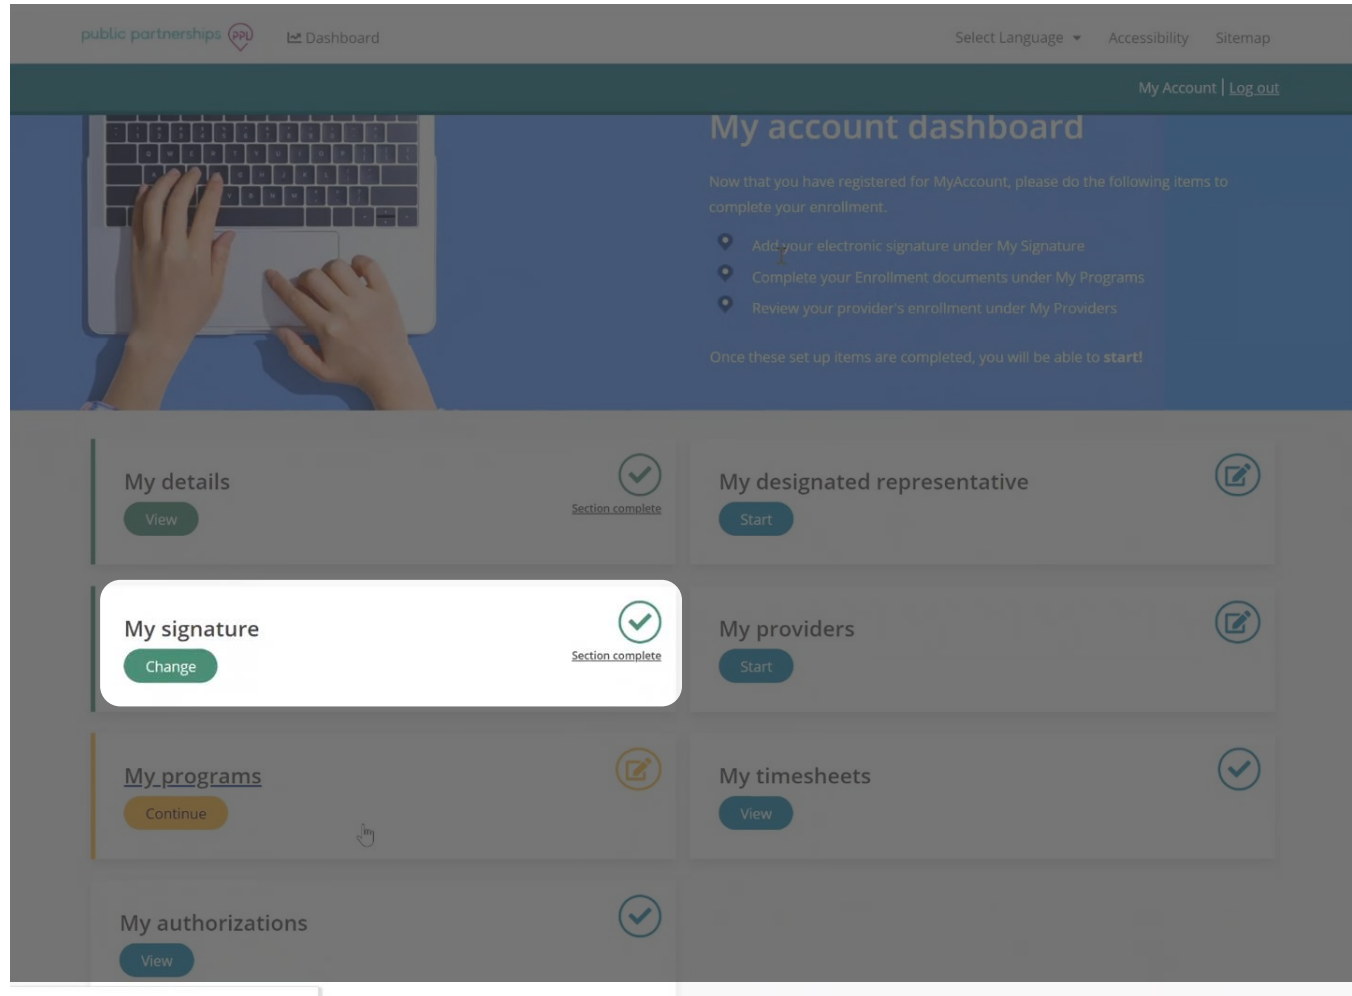 public partnerships ppl
Dashboard
Select Language
Accessibility
Sitemap
My Account | Log out
My account dashboard
Now that you have registered for MyAccount, please do the following items to
complete your enrollment.
Add your electronic signature under My Signature
Complete your Enrollment documents under My Programs
Review your provider's enrollment under My Providers
Once these set up items are completed, you will be able to start!
My details
View
Section complete
My designated representative
Start
My signature
Change
Section complete
My providers
Start
My programs
Continue
My timesheets
View
My authorizations
View